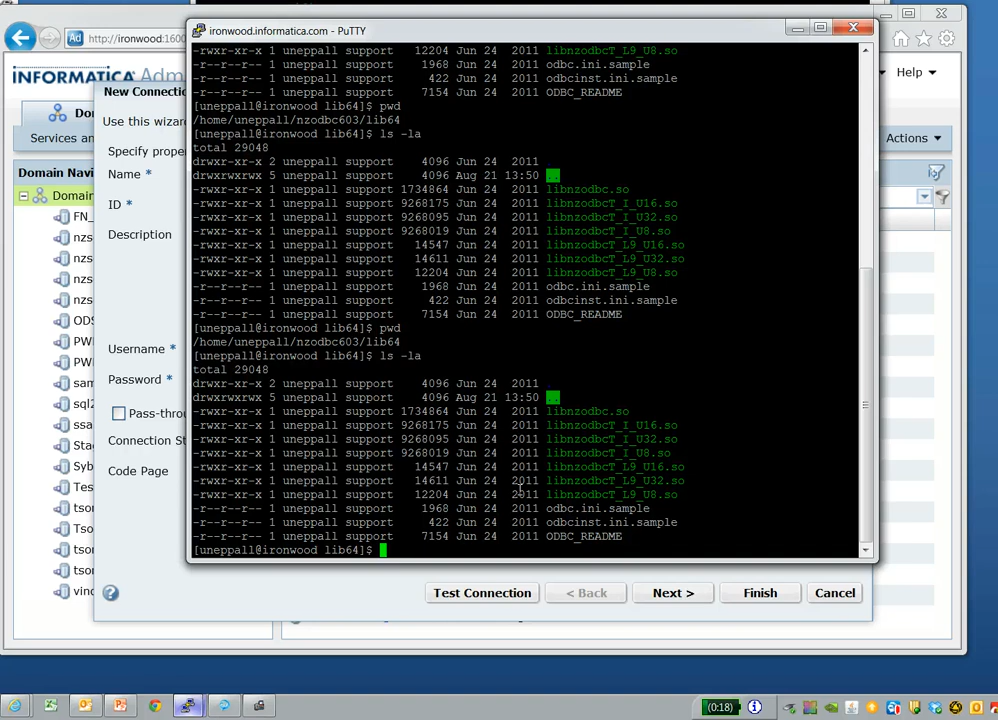 ironwood.informatica.com - PuTTY
Ad http://ironwood:1600
INFORMATICA Adm
Help
New Connectio
Do
Use this wizar
Services an
Actions
Specify prope
Domain Navi
Name *
Domain
ID *
FN_
nzs
Description
nzs
nzs
ODS
PWI
Username *
PWI
sam
Password *
sql2
Pass-throu
ssa
Connection St
Sta
Syb
Code Page
Tes
tso
Tso
tso
tso
vind
-rwxr-xr-x 1 uneppall support 12204 Jun 24 2011 libnzodbcT_L9_U8.so
-r--r--r-- 1 uneppall support 1968 Jun 24 2011 odbc.ini.sample
-r--r--r-- 1 uneppall support 422 Jun 24 2011 odbcinst.ini.sample
-r--r--r-- 1 uneppall support 7154 Jun 24 2011 ODBC_README
[uneppall@ironwood lib64]$ pwd
/home/uneppall/nzodbc603/lib64
[uneppall@ironwood lib64]$ ls -la
total 29048
drwxr-xr-x 2 uneppall support 4096 Jun 24 2011
drwxrwxrwx 5 uneppall support 4096 Aug 21 13:50 ..
-rwxr-xr-x 1 uneppall support 1734864 Jun 24 2011 libnzodbc.so
-rwxr-xr-x 1 uneppall support 9268175 Jun 24 2011 libnzodbcT_I_U16.so
-rwxr-xr-x 1 uneppall support 9268095 Jun 24 2011 libnzodbcT_I_U32.so
-rwxr-xr-x 1 uneppall support 9268019 Jun 24 2011 libnzodbcT_I_U8.so
-rwxr-xr-x 1 uneppall support 14547 Jun 24 2011 libnzodbcT_L9_U16.so
-rwxr-xr-x 1 uneppall support 14611 Jun 24 2011 libnzodbcT_L9_U32.so
-rwxr-xr-x 1 uneppall support 12204 Jun 24 2011 libnzodbcT_L9_U8.so
-r--r--r-- 1 uneppall support 1968 Jun 24 2011 odbc.ini.sample
-r--r--r-- 1 uneppall support 422 Jun 24 2011 odbcinst.ini.sample
-r--r--r-- 1 uneppall support 7154 Jun 24 2011 ODBC_README
[uneppall@ironwood lib64]$ pwd
/home/uneppall/nzodbc603/lib64
[uneppall@ironwood lib64]$ ls -la
total 29048
drwxr-xr-x 2 uneppall support 4096 Jun 24 2011
drwxrwxrwx 5 uneppall support 4096 Aug 21 13:50 ..
-rwxr-xr-x 1 uneppall support 1734864 Jun 24 2011 libnzodbc.so
-rwxr-xr-x 1 uneppall support 9268175 Jun 24 2011 libnzodbcT_I_U16.so
-rwxr-xr-x 1 uneppall support 9268095 Jun 24 2011 libnzodbcT_I_U32.so
-rwxr-xr-x 1 uneppall support 9268019 Jun 24 2011 libnzodbcT_I_U8.so
-rwxr-xr-x 1 uneppall support 14547 Jun 24 2011 libnzodbcT_L9_U16.so
-rwxr-xr-x 1 uneppall support 14611 Jun 24 2011 libnzodbcT_L9_U32.so
-rwxr-xr-x 1 uneppall support 12204 Jun 24 2011 libnzodbcT_L9_U8.so
-r--r--r-- 1 uneppall support 1968 Jun 24 2011 odbc.ini.sample
-r--r--r-- 1 uneppall support 422 Jun 24 2011 odbcinst.ini.sample
-r--r--r-- 1 uneppall support 7154 Jun 24 2011 ODBC_README
[uneppall@ironwood lib64]$
Test Connection
< Back
Next >
Finish
Cancel
(0:18)